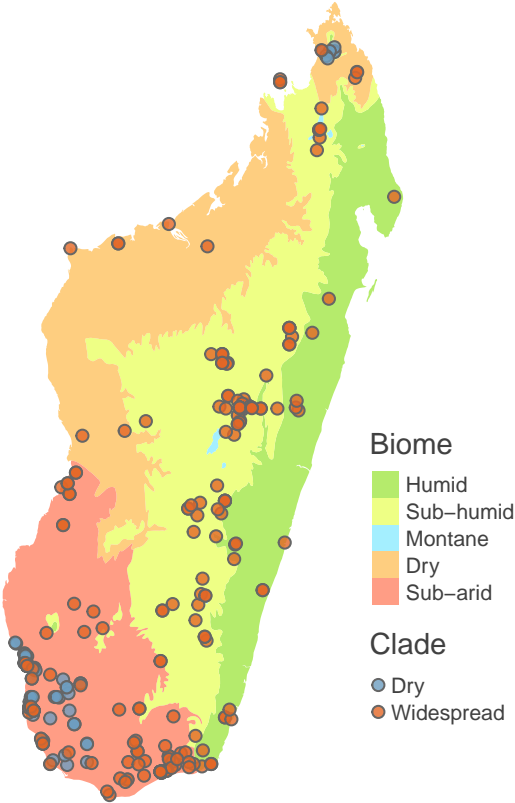 Biome
Humid
Sub−humid
Montane
Dry
Sub−arid
Clade
Dry
Widespread